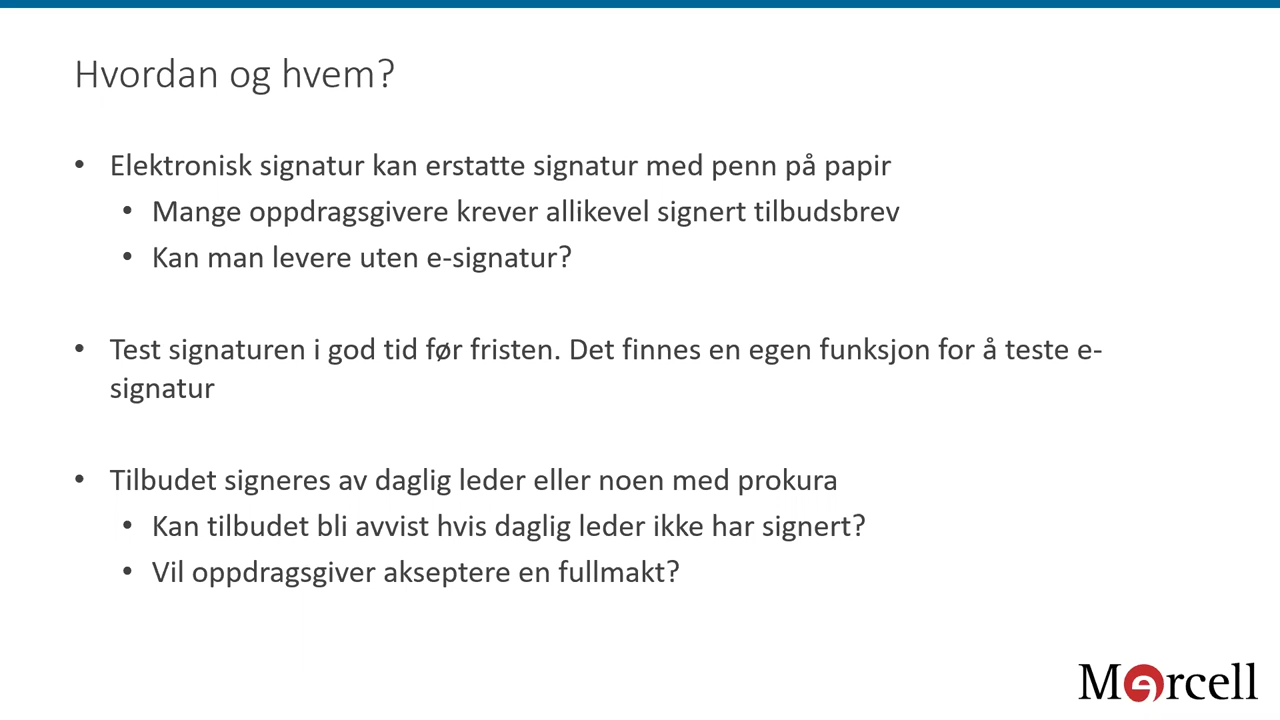 Hvordan og hvem?
• Elektronisk signatur kan erstatte signatur med penn på papir
• Mange oppdragsgivere krever allikevel signert tilbudsbrev
• Kan man levere uten e-signatur?
• Test signaturen i god tid før fristen. Det finnes en egen funksjon for å teste e-
signatur
• Tilbudet signeres av daglig leder eller noen med prokura
• Kan tilbudet bli avvist hvis daglig leder ikke har signert?
• Vil oppdragsgiver akseptere en fullmakt?
Mercell